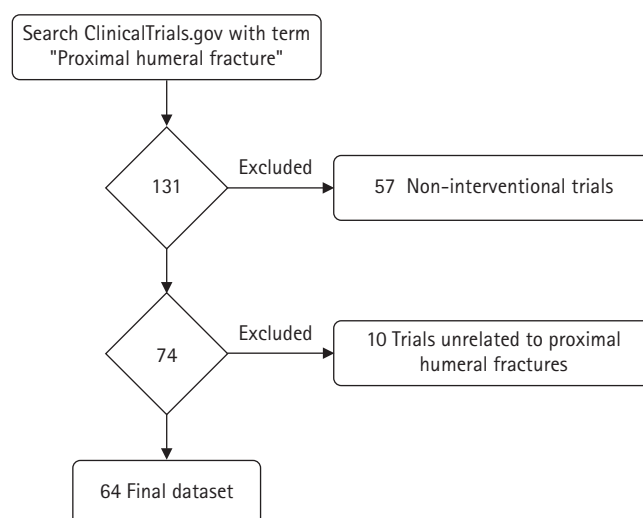 Search ClinicalTrials.gov with term
"Proximal humeral fracture"
131
Excluded
57 Non-interventional trials
74
Excluded
10 Trials unrelated to proximal
humeral fractures
64 Final dataset